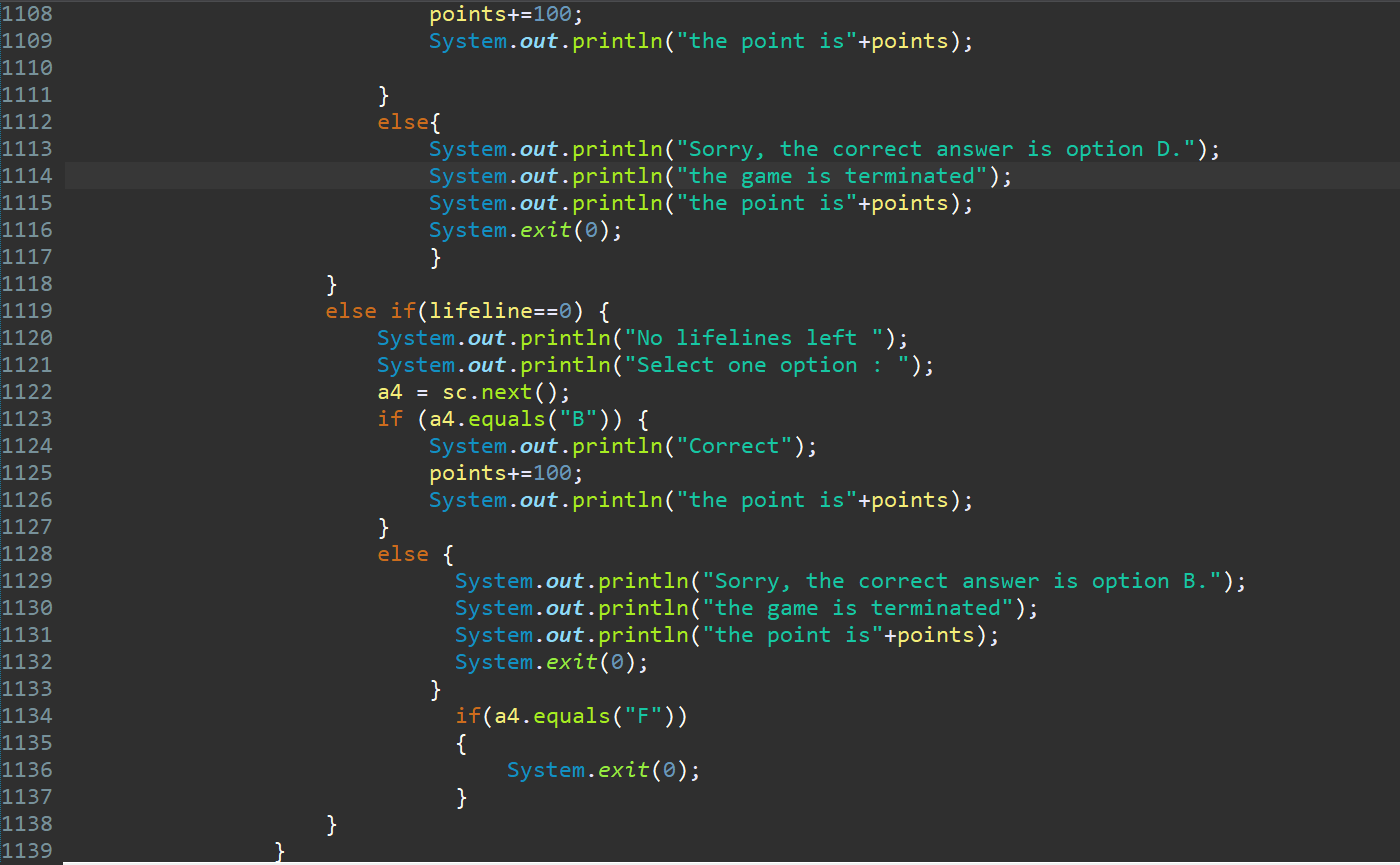 1108 points+=100;
1109 System.out.println("the point is"+points);
1110
1111 }
1112 else{
1113 System.out.println("Sorry, the correct answer is option D.");
1114 System.out.println("the game is terminated");
1115 System.out.println("the point is"+points);
1116 System.exit(0);
1117 }
1118 }
1119 else if(lifeline==0) {
1120 System.out.println("No lifelines left ");
1121 System.out.println("Select one option : ");
1122 a4 = sc.next();
1123 if (a4.equals("B")) {
1124 System.out.println("Correct");
1125 points+=100;
1126 System.out.println("the point is"+points);
1127 }
1128 else {
1129 System.out.println("Sorry, the correct answer is option B.");
1130 System.out.println("the game is terminated");
1131 System.out.println("the point is"+points);
1132 System.exit(0);
1133 }
1134 if(a4.equals("F"))
1135 {
1136 System.exit(0);
1137 }
1138 }
1139 }